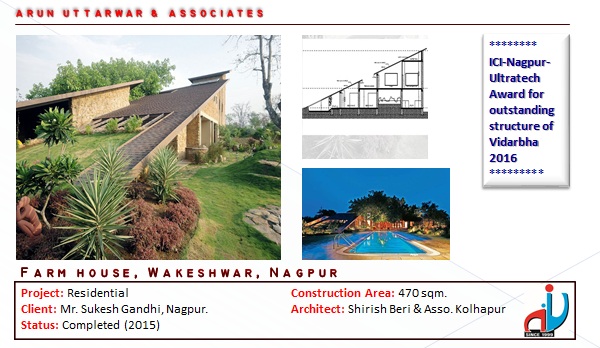 ARUN UTTARWAR & ASSOCIATES
********
ICI-Nagpur-
Ultratech
Award for
outstanding
structure of
Vidarbha
2016
*********
FARM HOUSE, WAKESHWAR, NAGPUR
Project: Residential
Client: Mr. Sukesh Gandhi, Nagpur.
Status: Completed (2015)
Construction Area: 470 sqm.
Architect: Shirish Beri & Asso. Kolhapur
SINCE 1999